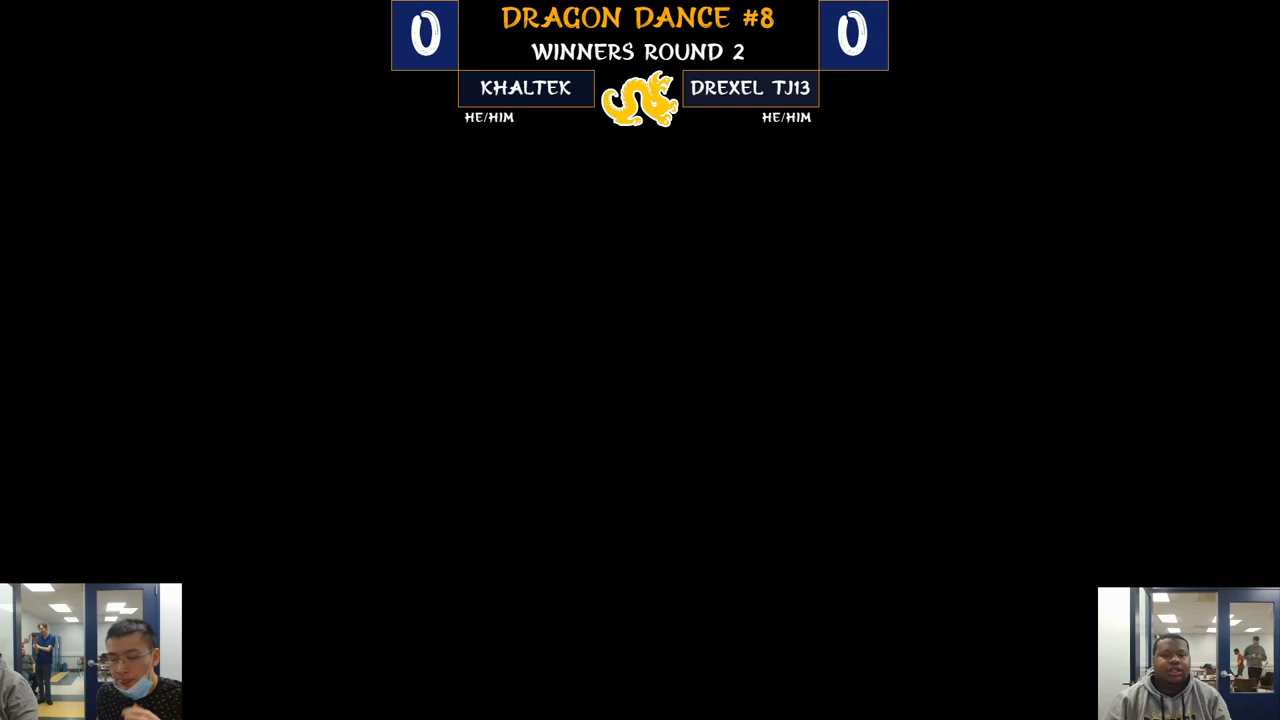 0 DRAGON DANCE #8 0
WINNERS ROUND 2
KHALTEK DREXEL TJ13
HE/HIM HE/HIM